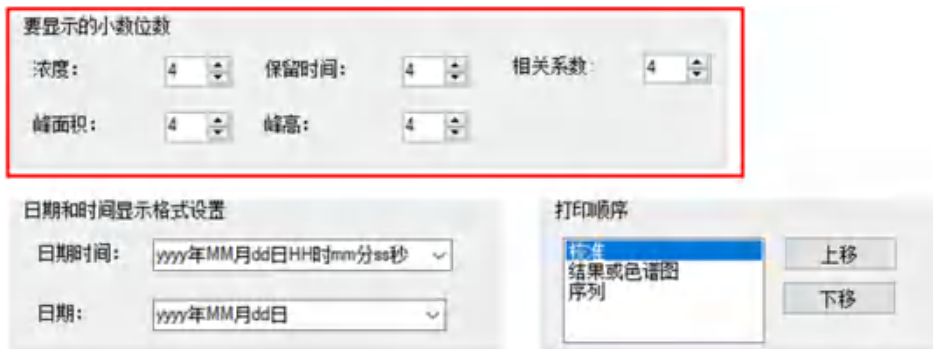 要显示的小数位数
浓度： 4 保留时间： 4 相关系数： 4
峰面积： 4 峰高： 4
日期和时间显示格式设置
日期时间： yyyy年MM月dd日HH时mm分ss秒
日期： yyyy年MM月dd日
打印顺序
标准
结果或色谱图
序列
上移
下移